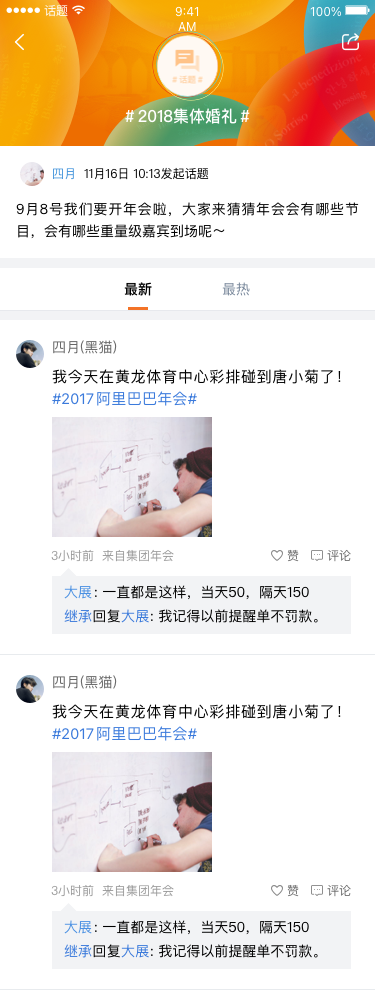 话题
9:41
AM
100%
# 话题 #
La benedizione
Blessing
Sorriso
# 2018集体婚礼 #
四月 11月16日 10:13发起话题
9月8号我们要开年会啦，大家来猜猜年会会有哪些节
目，会有哪些重量级嘉宾到场呢～
最新 最热
四月(黑猫)
我今天在黄龙体育中心彩排碰到唐小菊了！
#2017阿里巴巴年会#
3小时前 来自集团年会 赞 评论
大展: 一直都是这样，当天50，隔天150
继承回复大展: 我记得以前提醒单不罚款。
四月(黑猫)
我今天在黄龙体育中心彩排碰到唐小菊了！
#2017阿里巴巴年会#
3小时前 来自集团年会 赞 评论
大展: 一直都是这样，当天50，隔天150
继承回复大展: 我记得以前提醒单不罚款。